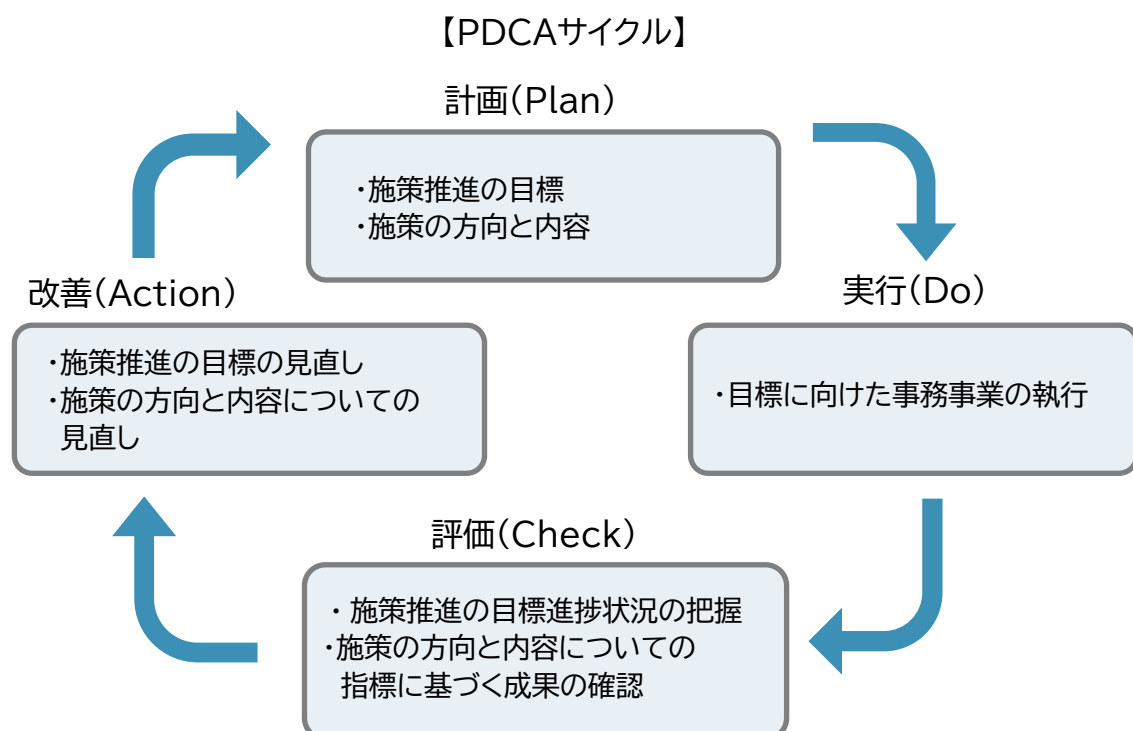 【PDCAサイクル】
計画(Plan)
・施策推進の目標
・施策の方向と内容
実行(Do)
・目標に向けた事務事業の執行
評価(Check)
・ 施策推進の目標進捗状況の把握
・施策の方向と内容についての
指標に基づく成果の確認
改善(Action)
・施策推進の目標の見直し
・施策の方向と内容についての
見直し